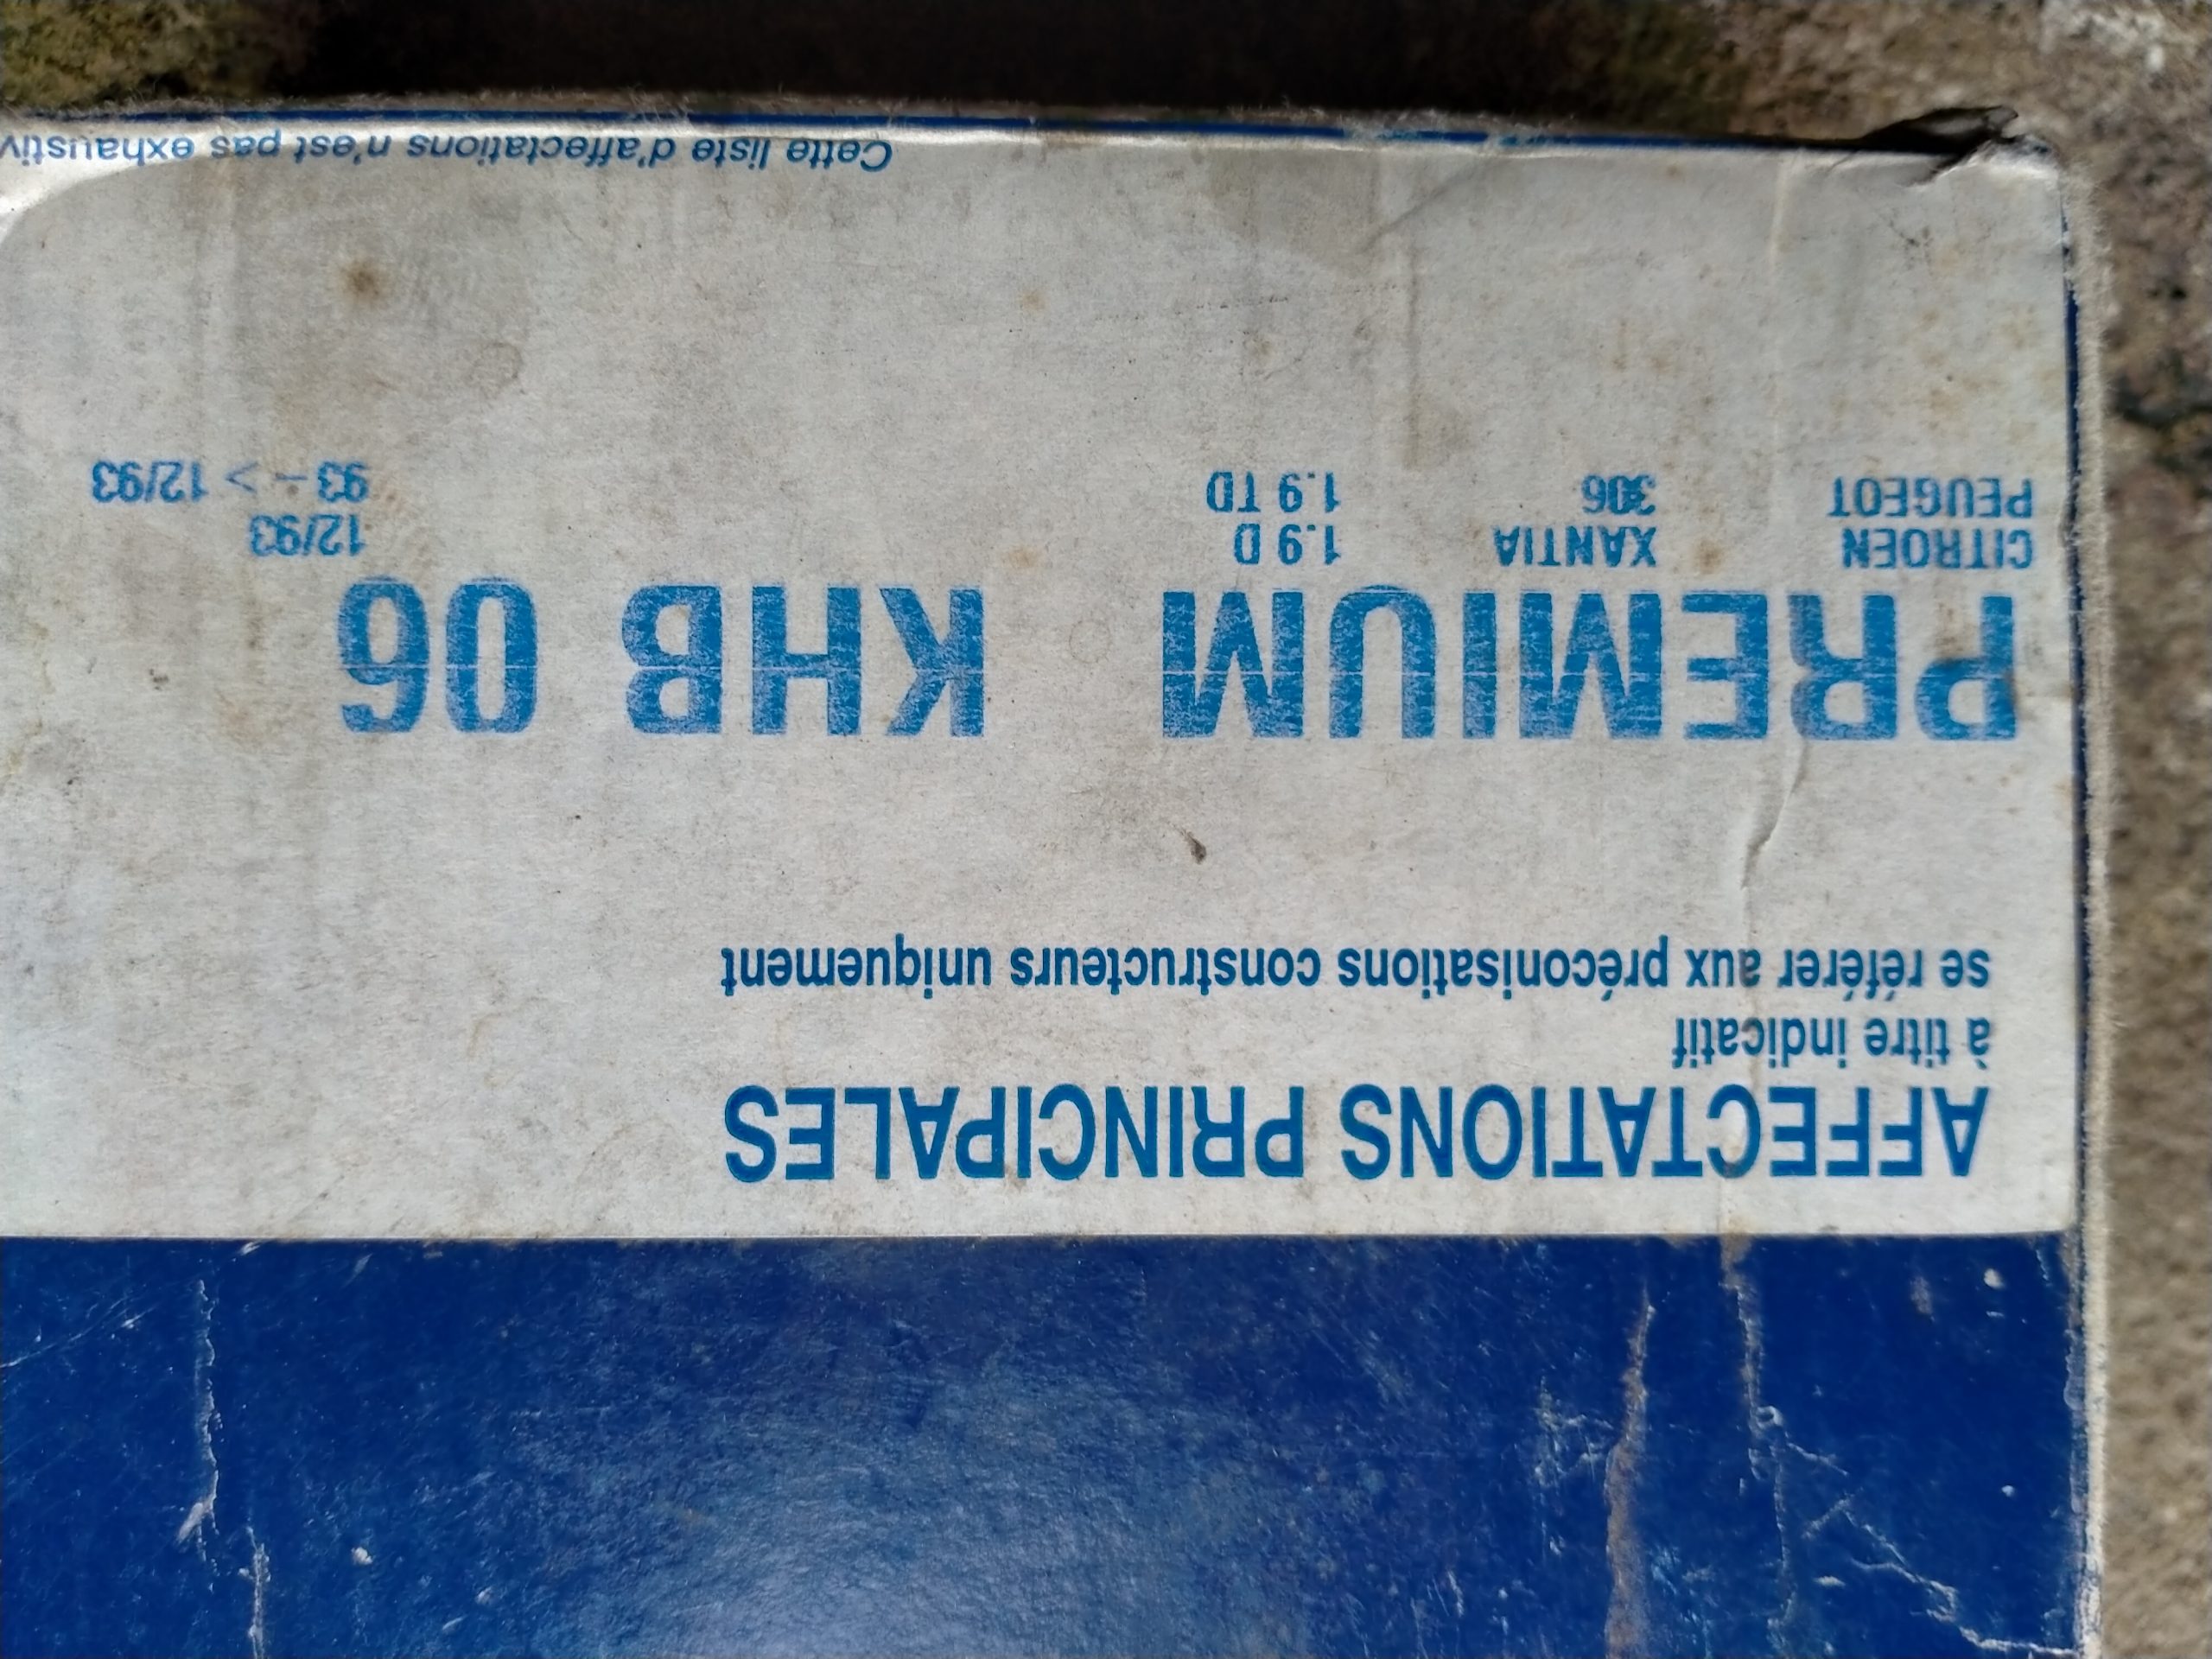 AFFECTATIONS PRINCIPALES
à titre indicatif
se référer aux préconisations constructeurs uniquement
PREMIUM KHB 06
CITROEN XANTIA 1.9 D 12/93
PEUGEOT 306 1.9 TD 93 - > 12/93
Cette liste d'affectations n'est pas exhaustiv